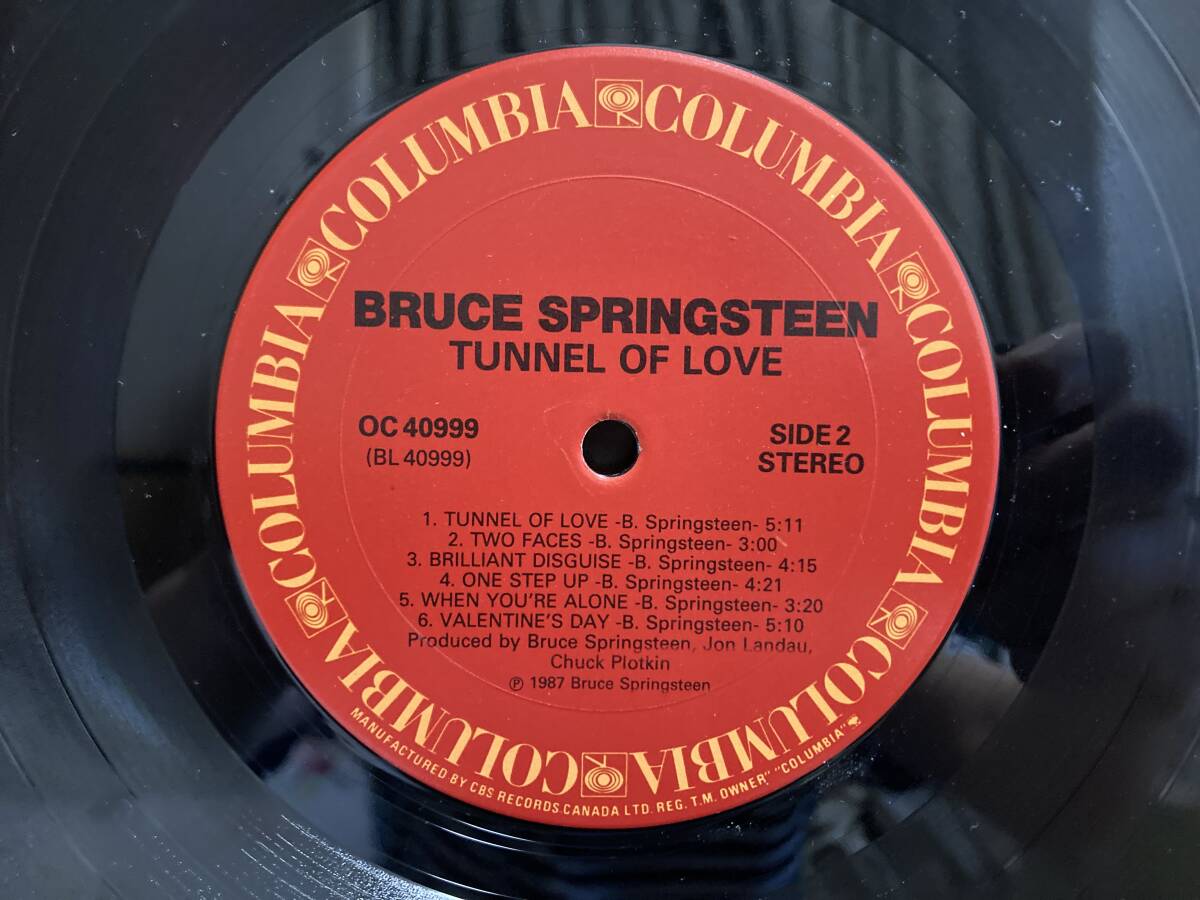 COLUMBIA COLUMBIA COLUMBIA COLUMBIA COLUMBIA COLUMBIA
BRUCE SPRINGSTEEN
TUNNEL OF LOVE
OC 40999
(BL 40999)
SIDE 2
STEREO
1. TUNNEL OF LOVE -B. Springsteen- 5:11
2. TWO FACES -B. Springsteen- 3:00
3. BRILLIANT DISGUISE -B. Springsteen- 4:15
4. ONE STEP UP -B. Springsteen- 4:21
5. WHEN YOU'RE ALONE -B. Springsteen- 3:20
6. VALENTINE'S DAY -B. Springsteen- 5:10
Produced by Bruce Springsteen, Jon Landau,
Chuck Plotkin
℗ 1987 Bruce Springsteen
MANUFACTURED BY CBS RECORDS.CANADA LTD. REG. T.M. OWNER," "COLUMBIA"